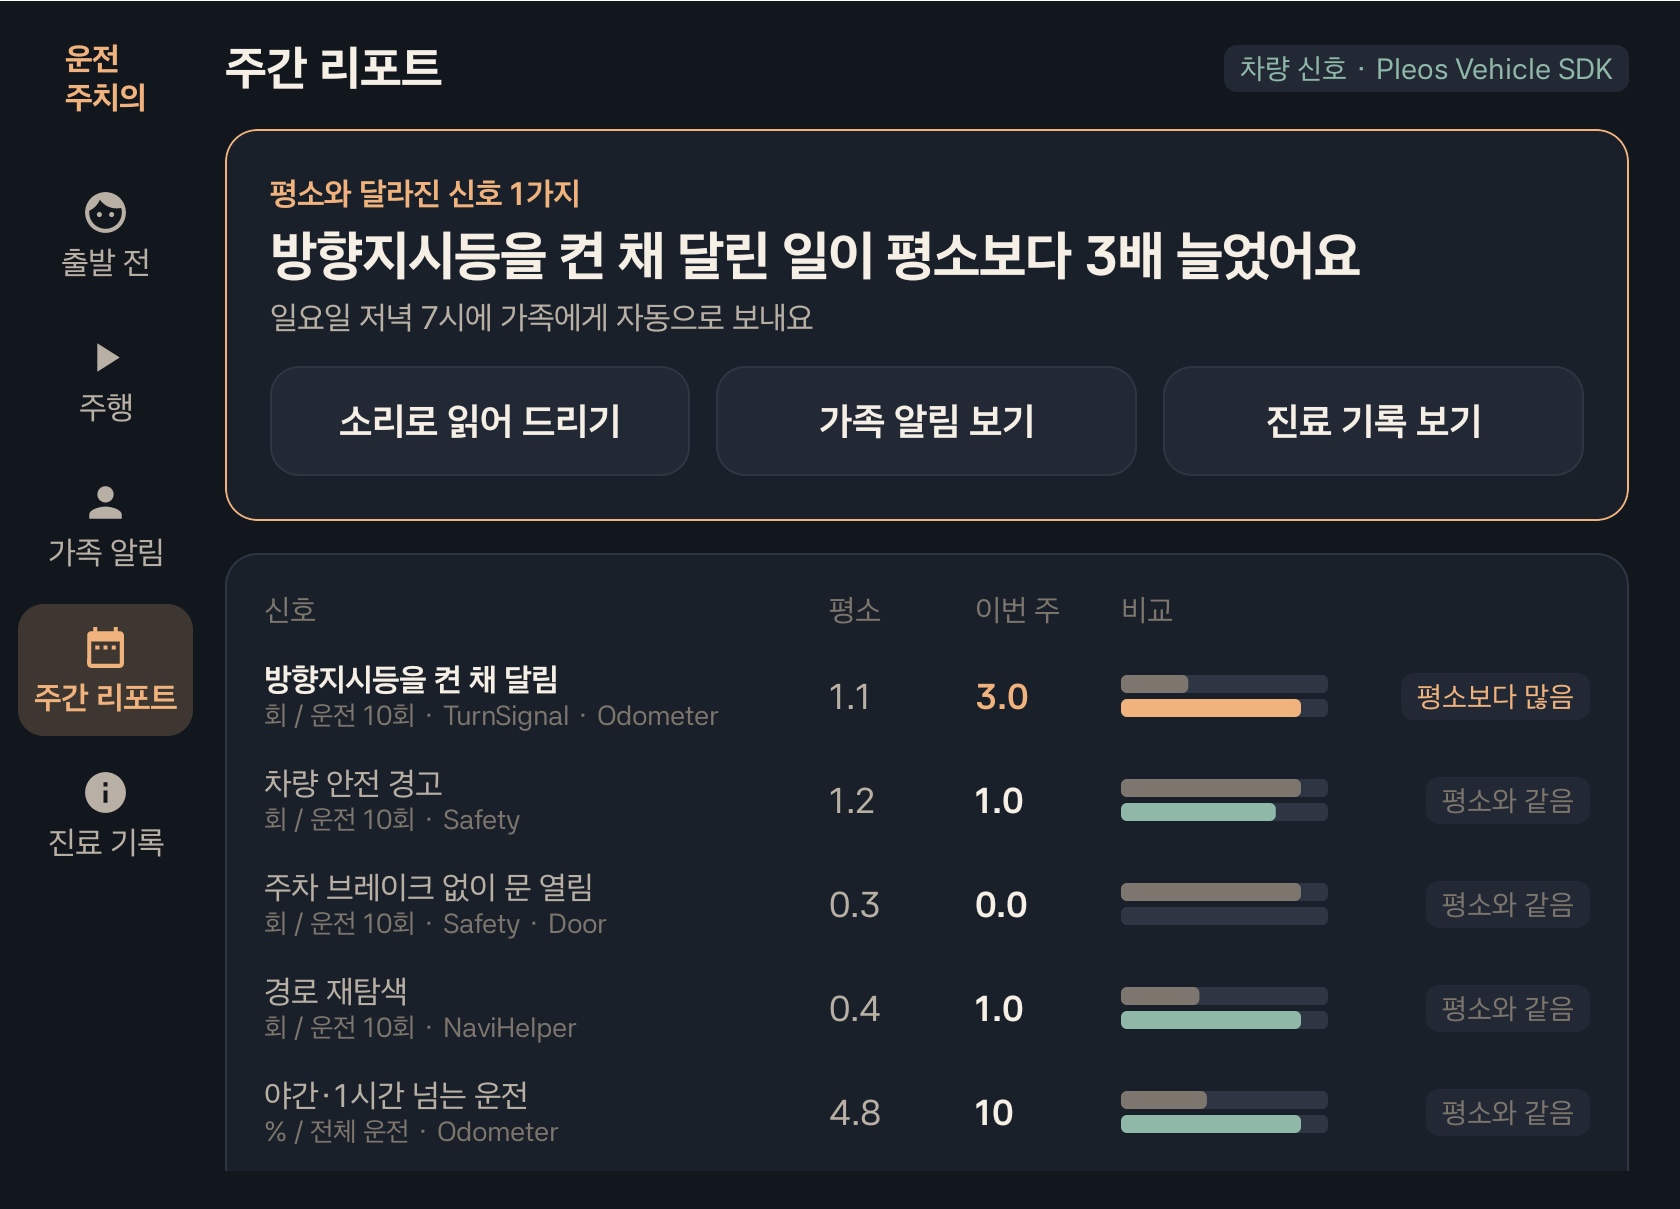 운전
주치의
출발 전
주행
가족 알림
주간 리포트
진료 기록
주간 리포트
차량 신호 · Pleos Vehicle SDK
평소와 달라진 신호 1가지
방향지시등을 켠 채 달린 일이 평소보다 3배 늘었어요
일요일 저녁 7시에 가족에게 자동으로 보내요
소리로 읽어 드리기
가족 알림 보기
진료 기록 보기
신호 평소 이번 주 비교
방향지시등을 켠 채 달림
회 / 운전 10회 · TurnSignal · Odometer
1.1 3.0 평소보다 많음
차량 안전 경고
회 / 운전 10회 · Safety
1.2 1.0 평소와 같음
주차 브레이크 없이 문 열림
회 / 운전 10회 · Safety · Door
0.3 0.0 평소와 같음
경로 재탐색
회 / 운전 10회 · NaviHelper
0.4 1.0 평소와 같음
야간·1시간 넘는 운전
% / 전체 운전 · Odometer
4.8 10 평소와 같음